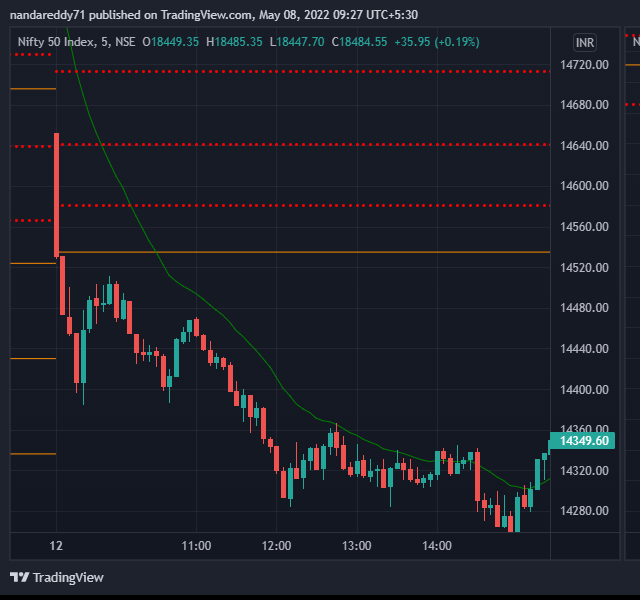 nandareddy71 published on TradingView.com, May 08, 2022 09:27 UTC+5:30
Nifty 50 Index, 5, NSE O18449.35 H18485.35 L18447.70 C18484.55 +35.95 (+0.19%)
INR
N
14720.00
14680.00
14640.00
14600.00
14560.00
14520.00
14480.00
14440.00
14400.00
14360.00
14349.60
14320.00
14280.00
12 11:00 12:00 13:00 14:00
TradingView